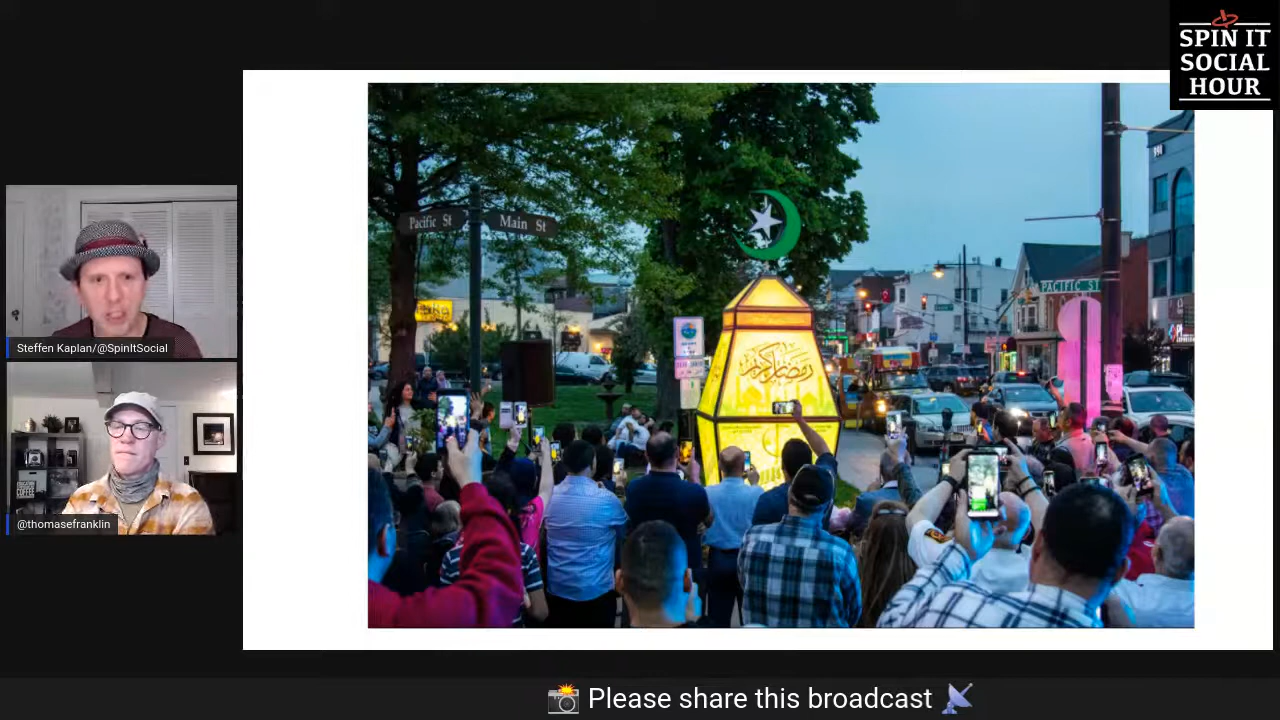 SPIN IT
SOCIAL
HOUR
Pacific St
Main St
PACIFIC ST
رمضان كريم
Steffen Kaplan/@SpinItSocial
@thomasefranklin
📸 Please share this broadcast 📡